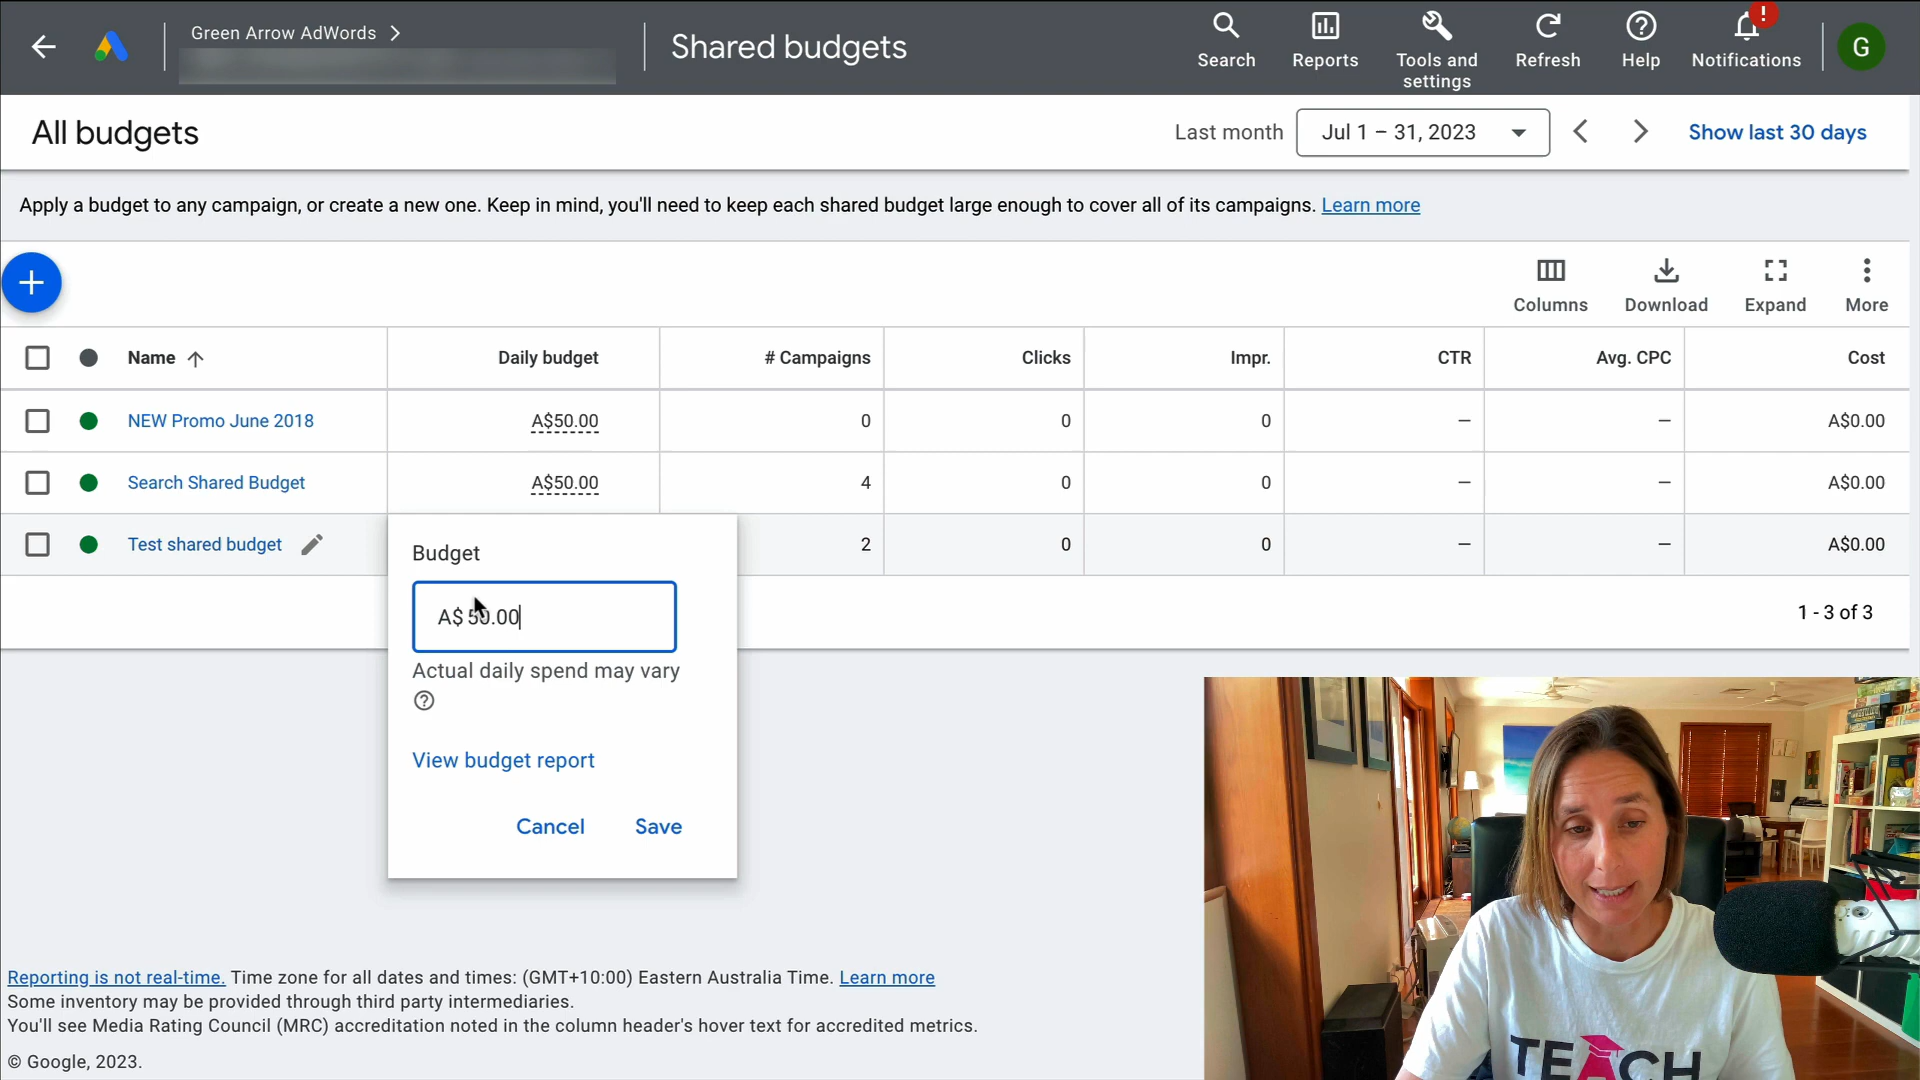 Green Arrow AdWords
Shared budgets
Search
Reports
Tools and
settings
Refresh
Help
!
Notifications
G
All budgets
Last month
Jul 1 – 31, 2023
Show last 30 days
Apply a budget to any campaign, or create a new one. Keep in mind, you'll need to keep each shared budget large enough to cover all of its campaigns. Learn more
Columns
Download
Expand
More
Name Daily budget # Campaigns Clicks Impr. CTR Avg. CPC Cost
NEW Promo June 2018 A$50.00 0 0 0 – – A$0.00
Search Shared Budget A$50.00 4 0 0 – – A$0.00
Test shared budget 2 0 0 – – A$0.00
1 - 3 of 3
Budget
A$ 50.00
Actual daily spend may vary
View budget report
Cancel Save
Reporting is not real-time. Time zone for all dates and times: (GMT+10:00) Eastern Australia Time. Learn more
Some inventory may be provided through third party intermediaries.
You'll see Media Rating Council (MRC) accreditation noted in the column header's hover text for accredited metrics.
© Google, 2023.
TEACH